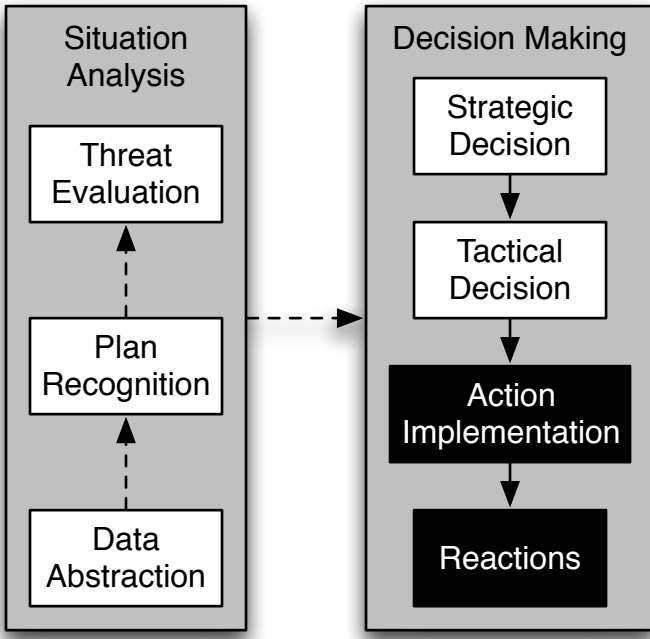 Situation
Analysis
Threat
Evaluation
Plan
Recognition
Data
Abstraction
Decision Making
Strategic
Decision
Tactical
Decision
Action
Implementation
Reactions